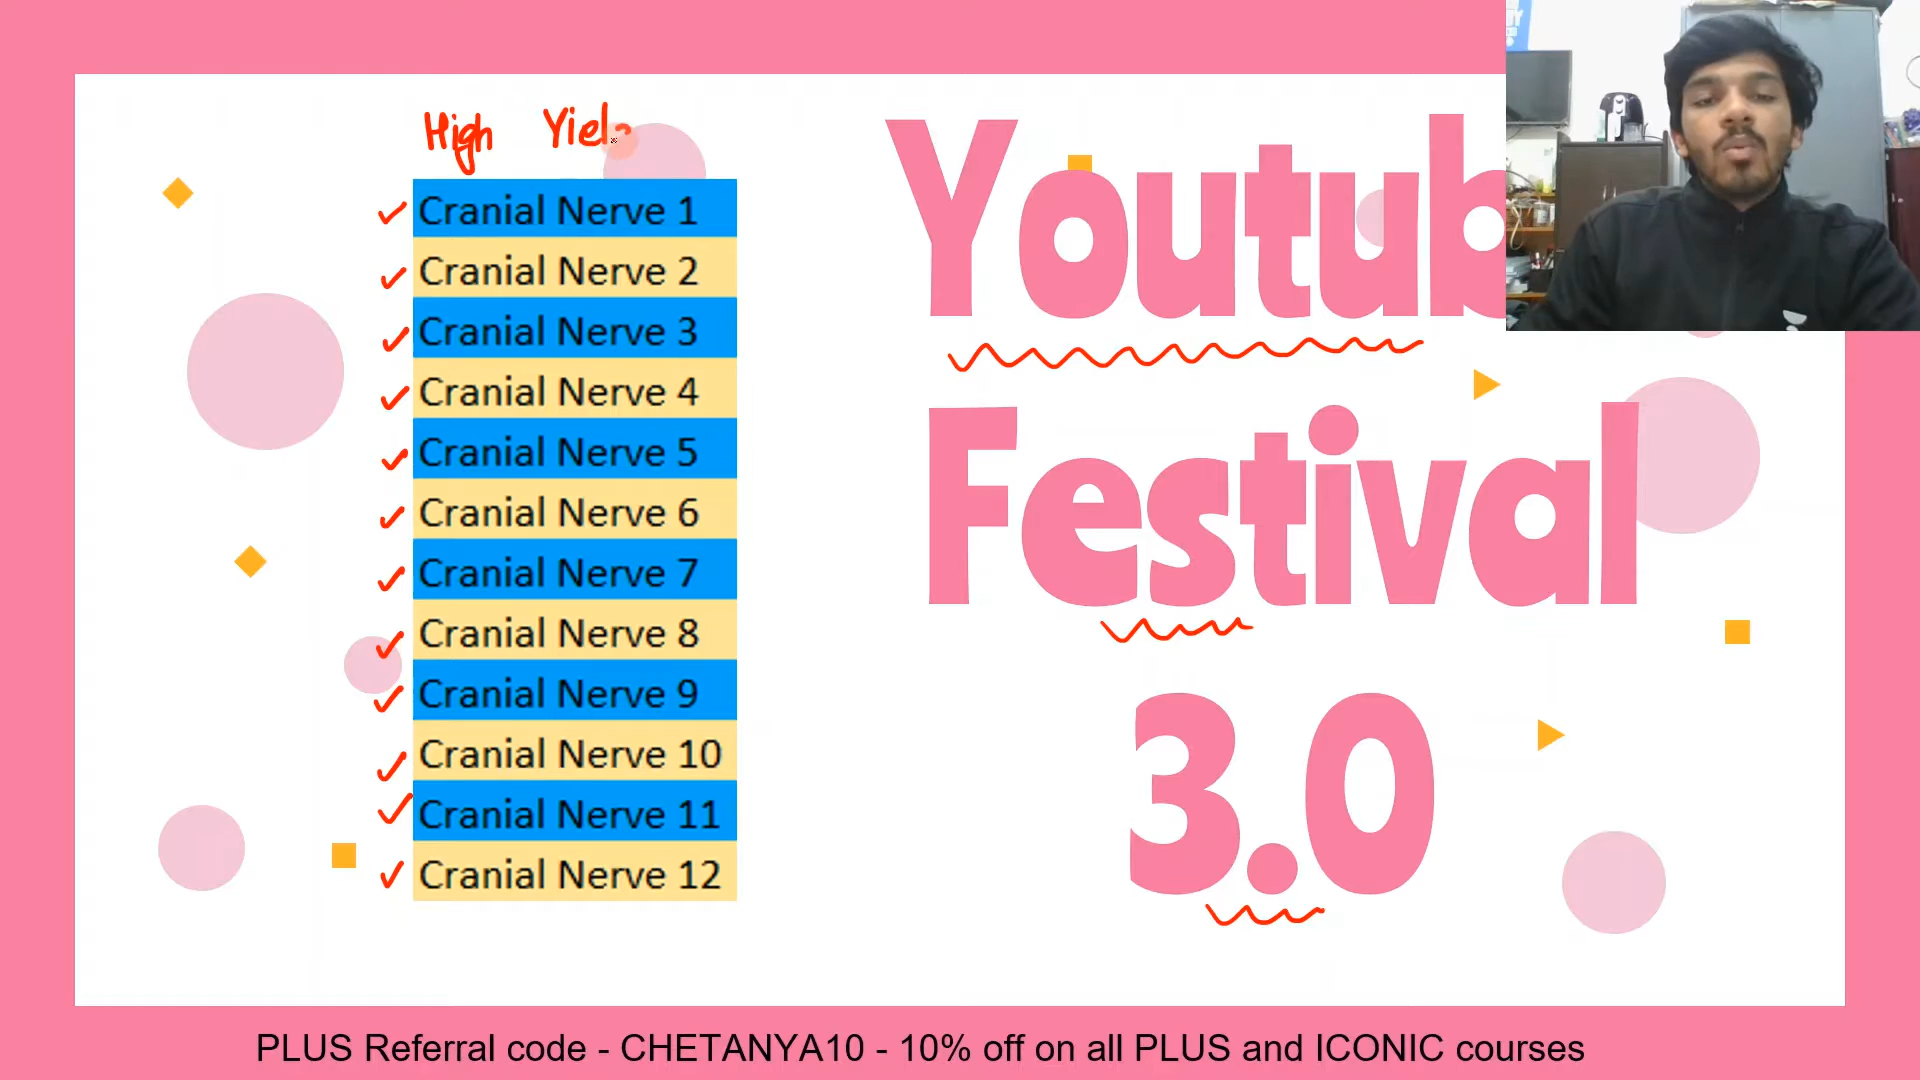 High Yiel
Cranial Nerve 1
Cranial Nerve 2
Cranial Nerve 3
Cranial Nerve 4
Cranial Nerve 5
Cranial Nerve 6
Cranial Nerve 7
Cranial Nerve 8
Cranial Nerve 9
Cranial Nerve 10
Cranial Nerve 11
Cranial Nerve 12
Youtub
Festival
3.0
PLUS Referral code - CHETANYA10 - 10% off on all PLUS and ICONIC courses